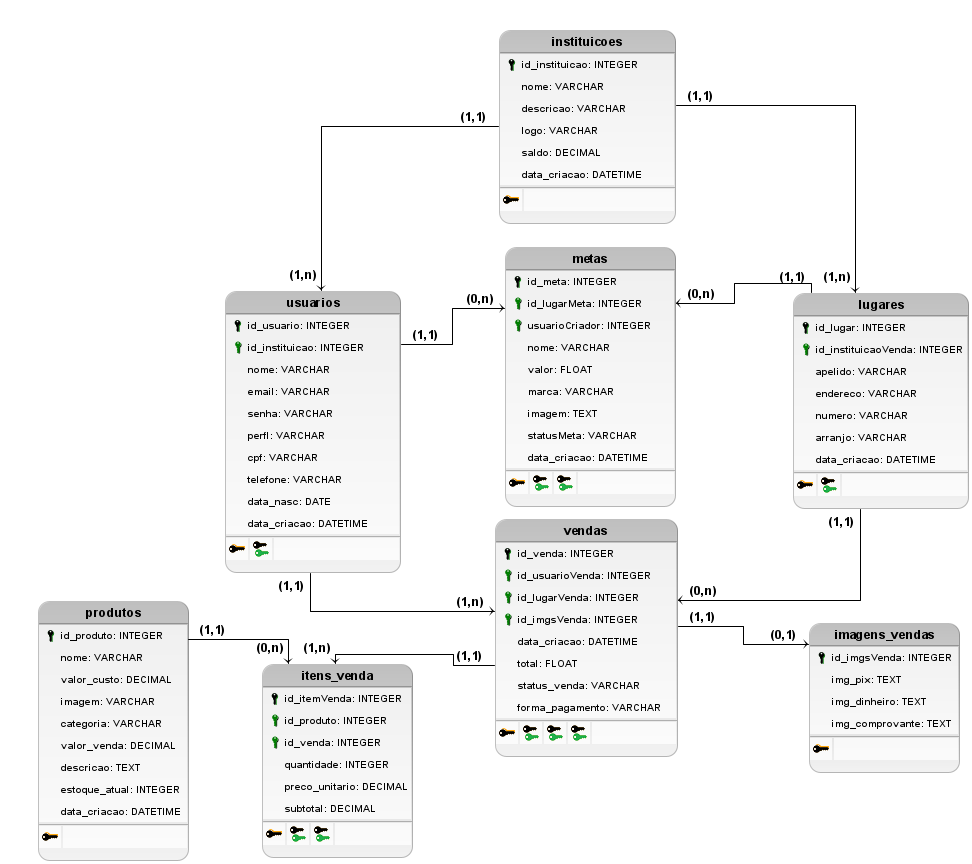 instituicoes
id_instituicao: INTEGER
nome: VARCHAR
descricao: VARCHAR
logo: VARCHAR
saldo: DECIMAL
data_criacao: DATETIME
(1,1)
(1,1)
(1,n)
(1,n)
metas
id_meta: INTEGER
id_lugarMeta: INTEGER
usuarioCriador: INTEGER
nome: VARCHAR
valor: FLOAT
marca: VARCHAR
imagem: TEXT
statusMeta: VARCHAR
data_criacao: DATETIME
(0,n)
(1,1)
(0,n)
(1,1)
usuarios
id_usuario: INTEGER
id_instituicao: INTEGER
nome: VARCHAR
email: VARCHAR
senha: VARCHAR
perfl: VARCHAR
cpf: VARCHAR
telefone: VARCHAR
data_nasc: DATE
data_criacao: DATETIME
lugares
id_lugar: INTEGER
id_instituicaoVenda: INTEGER
apelido: VARCHAR
endereco: VARCHAR
numero: VARCHAR
arranjo: VARCHAR
data_criacao: DATETIME
(1,1)
(1,n)
(1,1)
(0,n)
vendas
id_venda: INTEGER
id_usuarioVenda: INTEGER
id_lugarVenda: INTEGER
id_imgsVenda: INTEGER
data_criacao: DATETIME
total: FLOAT
status_venda: VARCHAR
forma_pagamento: VARCHAR
(1,1)
(0,1)
imagens_vendas
id_imgsVenda: INTEGER
img_pix: TEXT
img_dinheiro: TEXT
img_comprovante: TEXT
produtos
id_produto: INTEGER
nome: VARCHAR
valor_custo: DECIMAL
imagem: VARCHAR
categoria: VARCHAR
valor_venda: DECIMAL
descricao: TEXT
estoque_atual: INTEGER
data_criacao: DATETIME
(1,1)
(0,n)
(1,n)
(1,1)
itens_venda
id_itemVenda: INTEGER
id_produto: INTEGER
id_venda: INTEGER
quantidade: INTEGER
preco_unitario: DECIMAL
subtotal: DECIMAL